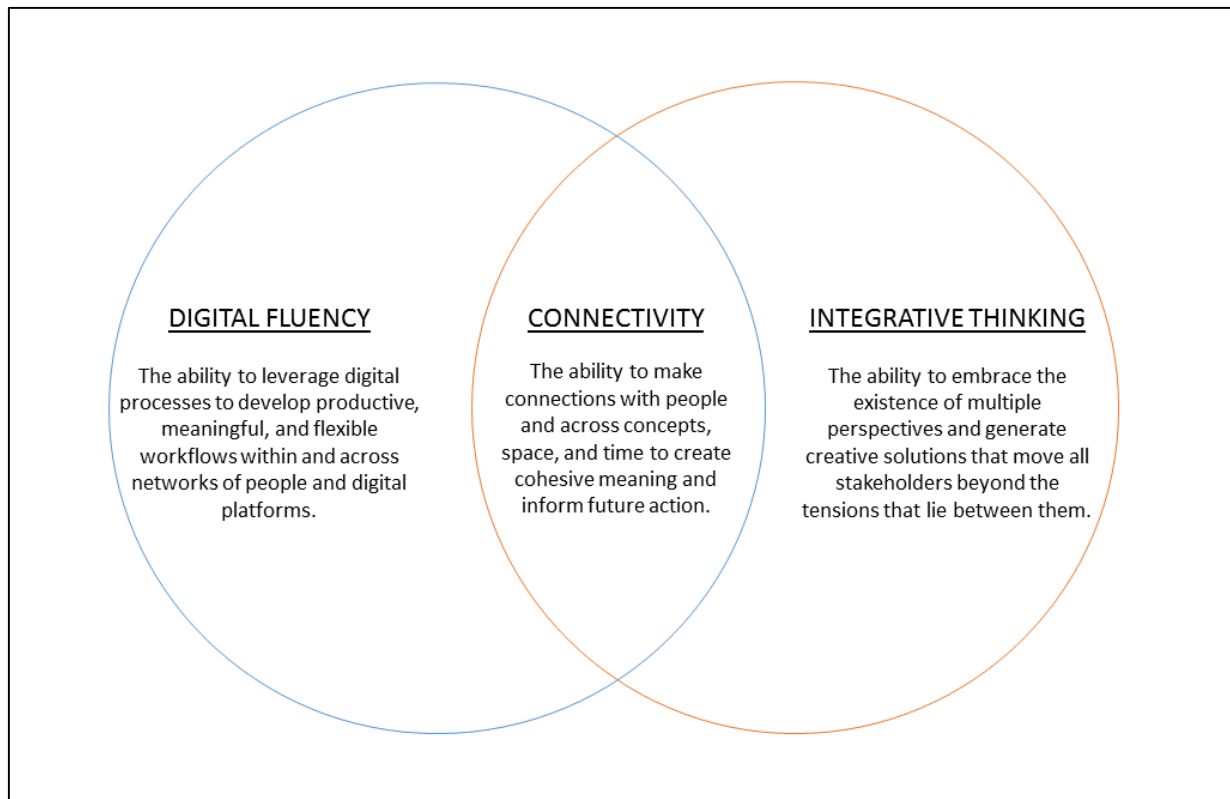 DIGITAL FLUENCY
The ability to leverage digital
processes to develop productive,
meaningful, and flexible
workflows within and across
networks of people and digital
platforms.
CONNECTIVITY
The ability to make
connections with people
and across concepts,
space, and time to create
cohesive meaning and
inform future action.
INTEGRATIVE THINKING
The ability to embrace the
existence of multiple
perspectives and generate
creative solutions that move all
stakeholders beyond the
tensions that lie between them.